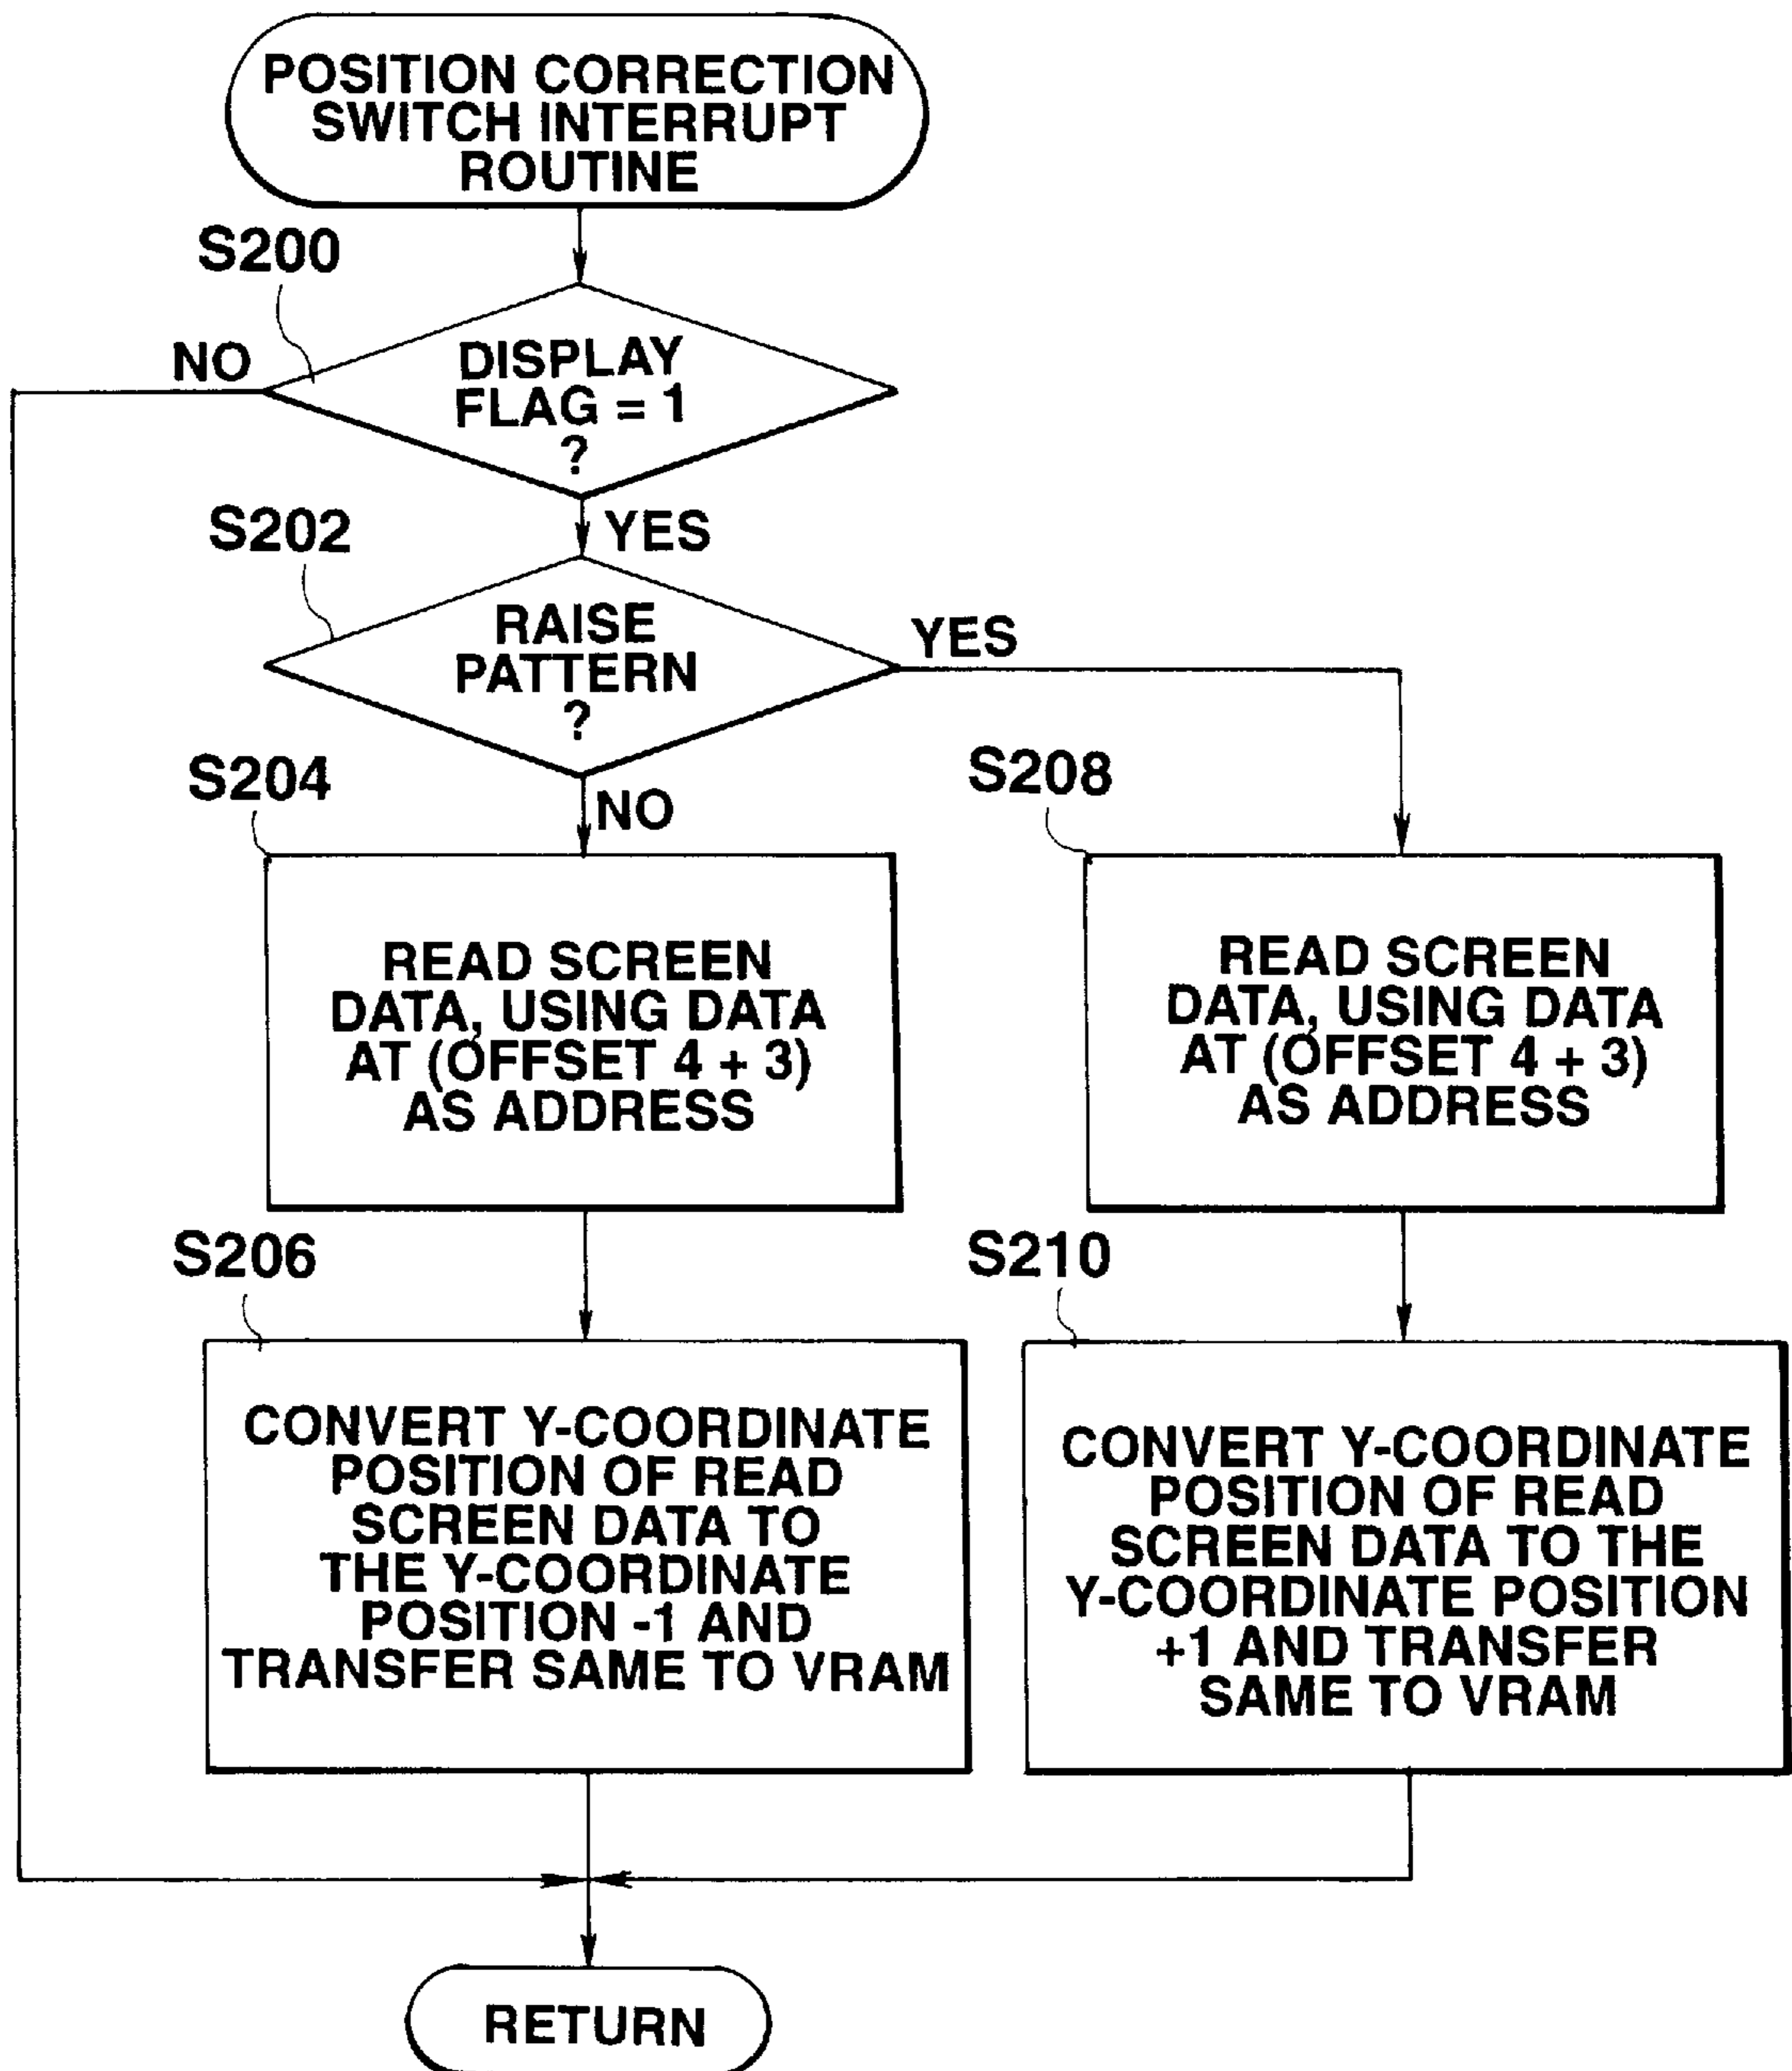 POSITION CORRECTION
SWITCH INTERRUPT
ROUTINE
S200
NO
DISPLAY
FLAG = 1
?
YES
S202
RAISE
PATTERN
?
YES
NO
S204
READ SCREEN
DATA, USING DATA
AT (OFFSET 4 + 3)
AS ADDRESS
S208
READ SCREEN
DATA, USING DATA
AT (OFFSET 4 + 3)
AS ADDRESS
S206
CONVERT Y-COORDINATE
POSITION OF READ
SCREEN DATA TO
THE Y-COORDINATE
POSITION -1 AND
TRANSFER SAME TO VRAM
S210
CONVERT Y-COORDINATE
POSITION OF READ
SCREEN DATA TO THE
Y-COORDINATE POSITION
+1 AND TRANSFER
SAME TO VRAM
RETURN